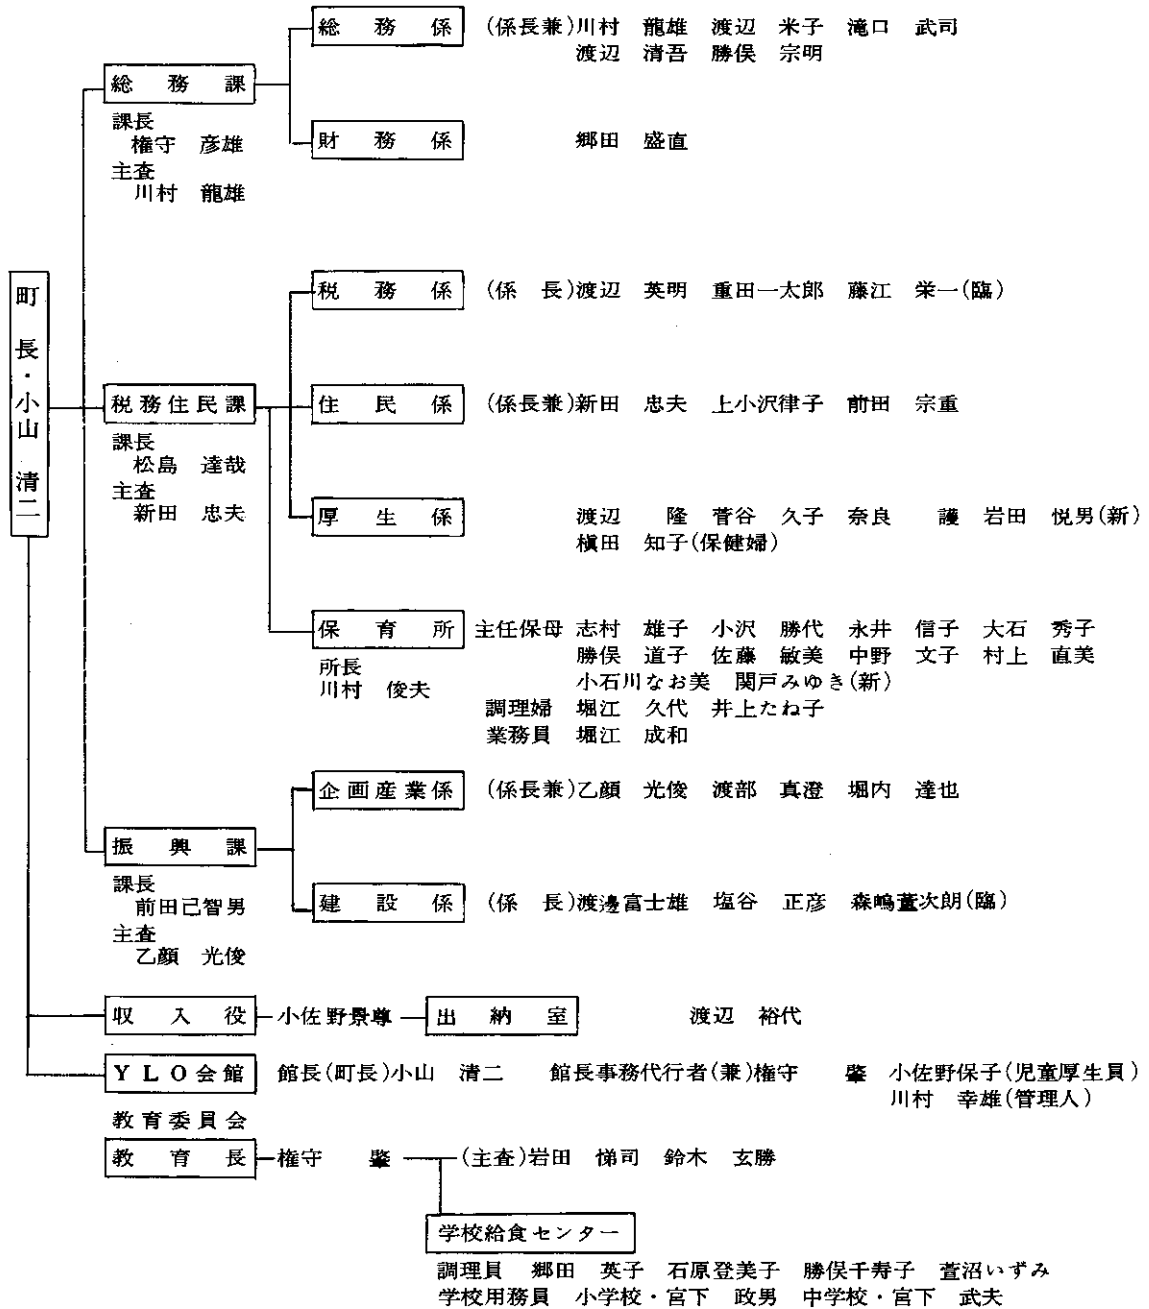 町長・小山清二
総務課
課長
権守 彦雄
主査
川村 龍雄
総務係 (係長兼)川村 龍雄 渡辺 米子 滝口 武司
渡辺 清吾 勝俣 宗明
財務係 郷田 盛直
税務住民課
課長
松島 達哉
主査
新田 忠夫
税務係 (係 長)渡辺 英明 重田一太郎 藤江 栄一(臨)
住民係 (係長兼)新田 忠夫 上小沢律子 前田 宗重
厚生係 渡辺 隆 菅谷 久子 奈良 護 岩田 悦男(新)
槇田 知子(保健婦)
保育所 主任保母 志村 雄子 小沢 勝代 永井 信子 大石 秀子
所長
川村 俊夫
勝俣 道子 佐藤 敏美 中野 文子 村上 直美
小石川なお美 関戸みゆき(新)
調理婦 堀江 久代 井上たね子
業務員 堀江 成和
振興課
課長
前田己智男
主査
乙顔 光俊
企画産業係 (係長兼)乙顔 光俊 渡部 真澄 堀内 達也
建設係 (係 長)渡邊富士雄 塩谷 正彦 森嶋薫次朗(臨)
収入役 小佐野景尊 出納室 渡辺 裕代
YLO会館 館長(町長)小山 清二 館長事務代行者(兼)権守 肇 小佐野保子(児童厚生員)
川村 幸雄(管理人)
教育委員会
教育長 権守 肇 (主査)岩田 悌司 鈴木 玄勝
学校給食センター
調理員 郷田 英子 石原登美子 勝俣千寿子 萱沼いずみ
学校用務員 小学校・宮下 政男 中学校・宮下 武夫